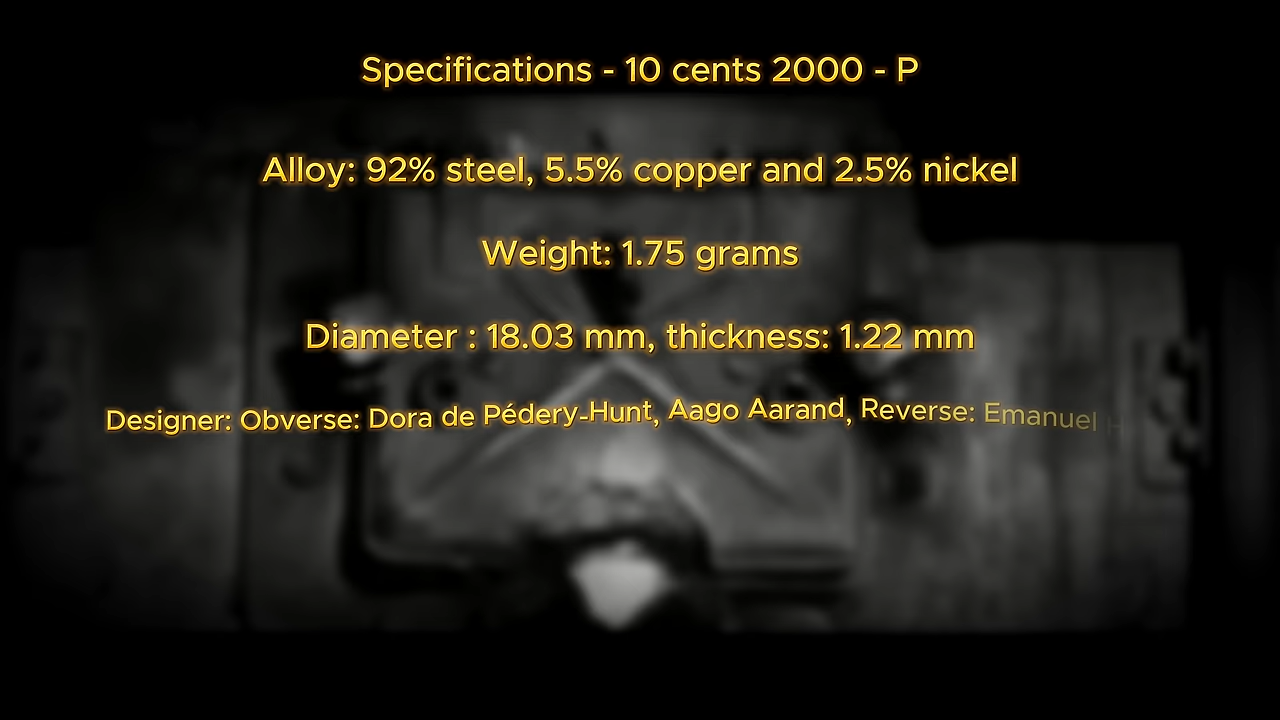 Specifications - 10 cents 2000 - P
Alloy: 92% steel, 5.5% copper and 2.5% nickel
Weight: 1.75 grams
Diameter : 18.03 mm, thickness: 1.22 mm
Designer: Obverse: Dora de Pédery-Hunt, Aago Aarand, Reverse: Emanuel H